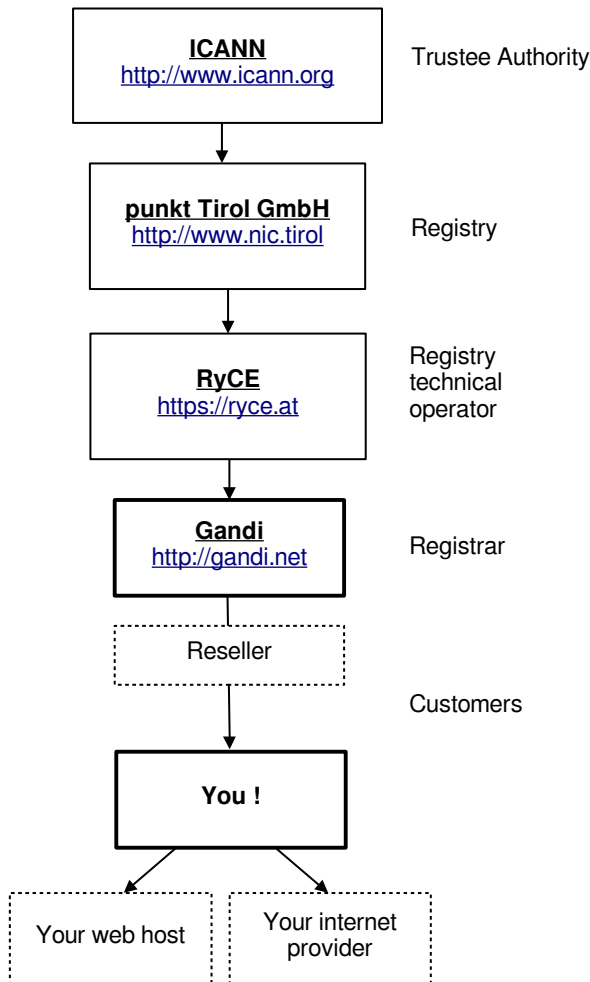 ICANN
http://www.icann.org
Trustee Authority
punkt Tirol GmbH
http://www.nic.tirol
Registry
RyCE
https://ryce.at
Registry
technical
operator
Gandi
http://gandi.net
Registrar
Reseller
Customers
You !
Your web host
Your internet
provider